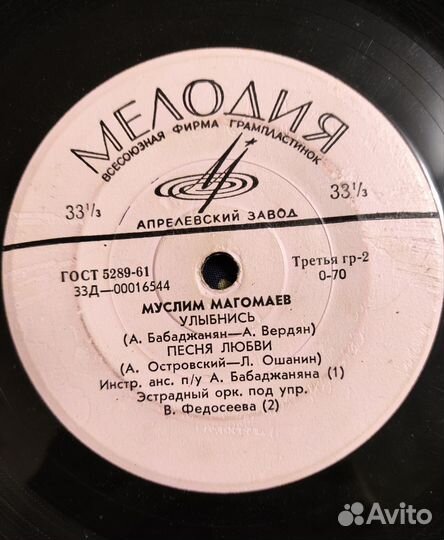 МЕЛОДИЯ
ВСЕСОЮЗНАЯ ФИРМА ГРАМПЛАСТИНОК
33⅓ 33⅓
АПРЕЛЕВСКИЙ ЗАВОД
ГОСТ 5289-61 Третья гр-2
33Д—00016544 0-70
МУСЛИМ МАГОМАЕВ
УЛЫБНИСЬ
(А. Бабаджанян—А. Вердян)
ПЕСНЯ ЛЮБВИ
(А. Островский—Л. Ошанин)
Инстр. анс. п/у А. Бабаджаняна (1)
Эстрадный орк. под упр.
В. Федосеева (2)
Avito